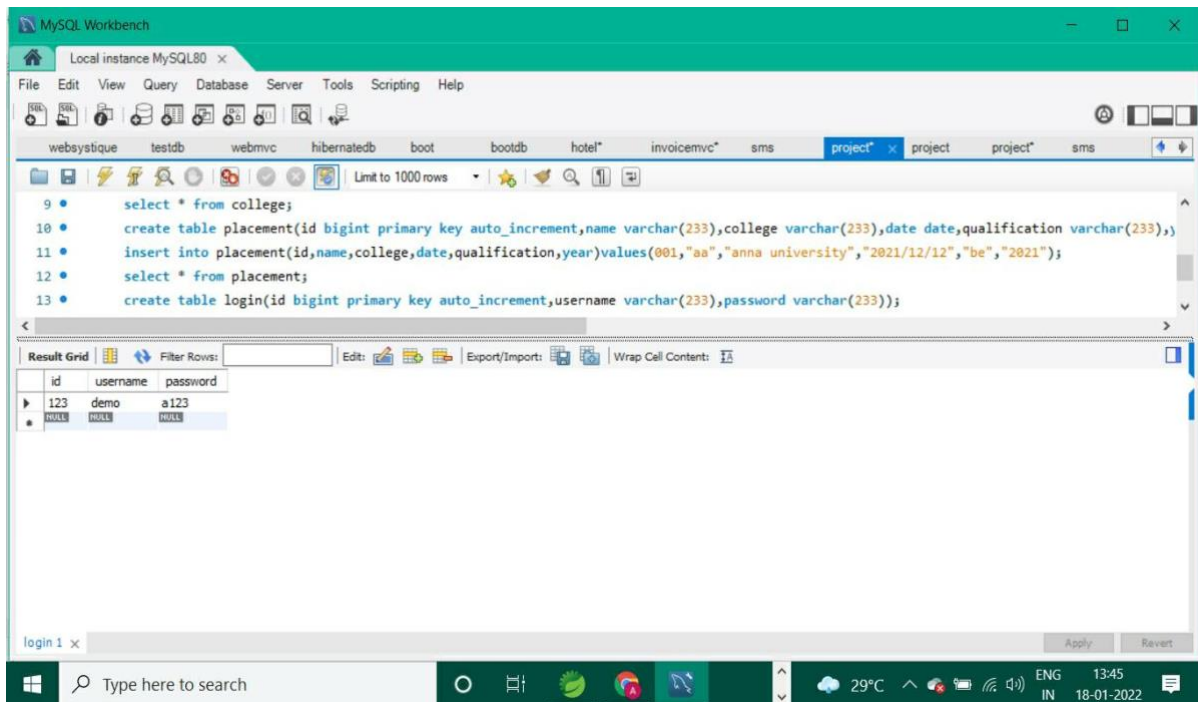 MySQL Workbench
Local instance MySQL80
File Edit View Query Database Server Tools Scripting Help
websystique testdb webmvc hibernatedb boot bootdb hotel* invoicemvc* sms project* project project* sms
Limit to 1000 rows
9 select * from college;
10 create table placement(id bigint primary key auto_increment,name varchar(233),college varchar(233),date date,qualification varchar(233),y
11 insert into placement(id,name,college,date,qualification,year)values(001,"aa","anna university","2021/12/12","be","2021");
12 select * from placement;
13 create table login(id bigint primary key auto_increment,username varchar(233),password varchar(233));
Result Grid Filter Rows: Edit: Export/Import: Wrap Cell Content:
id username password
123 demo a123
NULL NULL NULL
login 1
Apply Revert
Type here to search
29°C
ENG 13:45
IN 18-01-2022